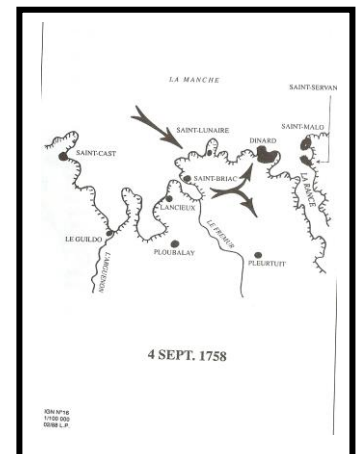 LA MANCHE
SAINT-SERVAN
SAINT-LUNAIRE
DINARD
SAINT-MALO
SAINT-CAST
SAINT-BRIAC
LA RANCE
LANCIEUX
LE GUILDO
LE FREMUR
PLOUBALAY
PLEURTUIT
L'ARGUENON
4 SEPT. 1758
IGN N°16
1/100 000
02/88 L.P.